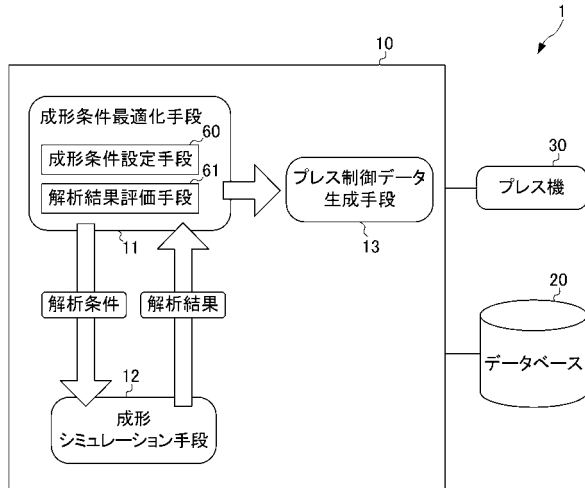 1
10
成形条件最適化手段
60
成形条件設定手段
61
解析結果評価手段
11
プレス制御データ
生成手段
13
30
プレス機
20
データベース
解析条件
解析結果
12
成形
シミュレーション手段